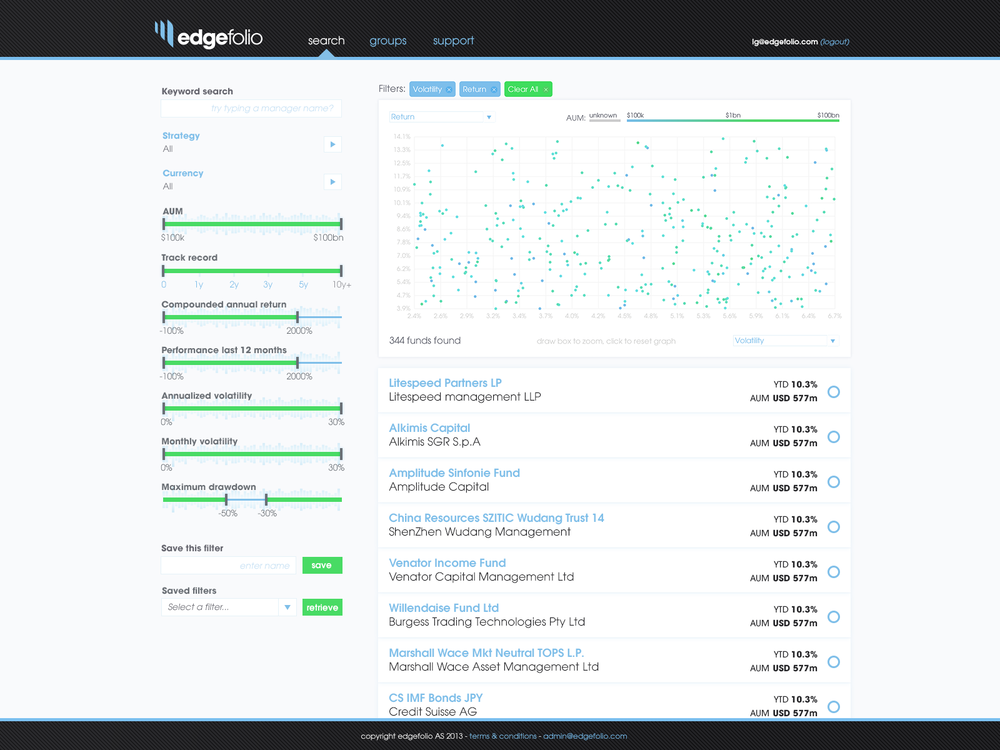 edgefolio
search groups support
lg@edgefolio.com (logout)
Keyword search
try typing a manager name?
Strategy
All
Currency
All
AUM
$100k $100bn
Track record
0 1y 2y 3y 5y 10y+
Compounded annual return
-100% 2000%
Performance last 12 months
-100% 2000%
Annualized volatility
0% 30%
Monthly volatility
0% 30%
Maximum drawdown
-50% -30%
Save this filter
enter name save
Saved filters
Select a filter... retrieve
Filters: Volatility × Return × Clear All ×
Return
AUM: unknown $100k $1bn $100bn
14.1%
13.3%
12.5%
11.7%
10.9%
10.1%
9.4%
8.6%
7.8%
7.0%
6.2%
5.4%
4.7%
3.9%
2.4% 2.6% 2.9% 3.2% 3.5% 3.7% 4.0% 4.2% 4.5% 4.8% 5.1% 5.3% 5.6% 5.9% 6.1% 6.4% 6.7%
344 funds found
draw box to zoom, click to reset graph
Volatility
Litespeed Partners LP
Litespeed management LLP
YTD 10.3%
AUM USD 577m
Alkimis Capital
Alkimis SGR S.p.A
YTD 10.3%
AUM USD 577m
Amplitude Sinfonie Fund
Amplitude Capital
YTD 10.3%
AUM USD 577m
China Resources SZITIC Wudang Trust 14
ShenZhen Wudang Management
YTD 10.3%
AUM USD 577m
Venator Income Fund
Venator Capital Management Ltd
YTD 10.3%
AUM USD 577m
Willendaise Fund Ltd
Burgess Trading Technologies Pty Ltd
YTD 10.3%
AUM USD 577m
Marshall Wace Mkt Neutral TOPS L.P.
Marshall Wace Asset Management Ltd
YTD 10.3%
AUM USD 577m
CS IMF Bonds JPY
Credit Suisse AG
YTD 10.3%
AUM USD 577m
copyright edgefolio AS 2013 - terms & conditions - admin@edgefolio.com